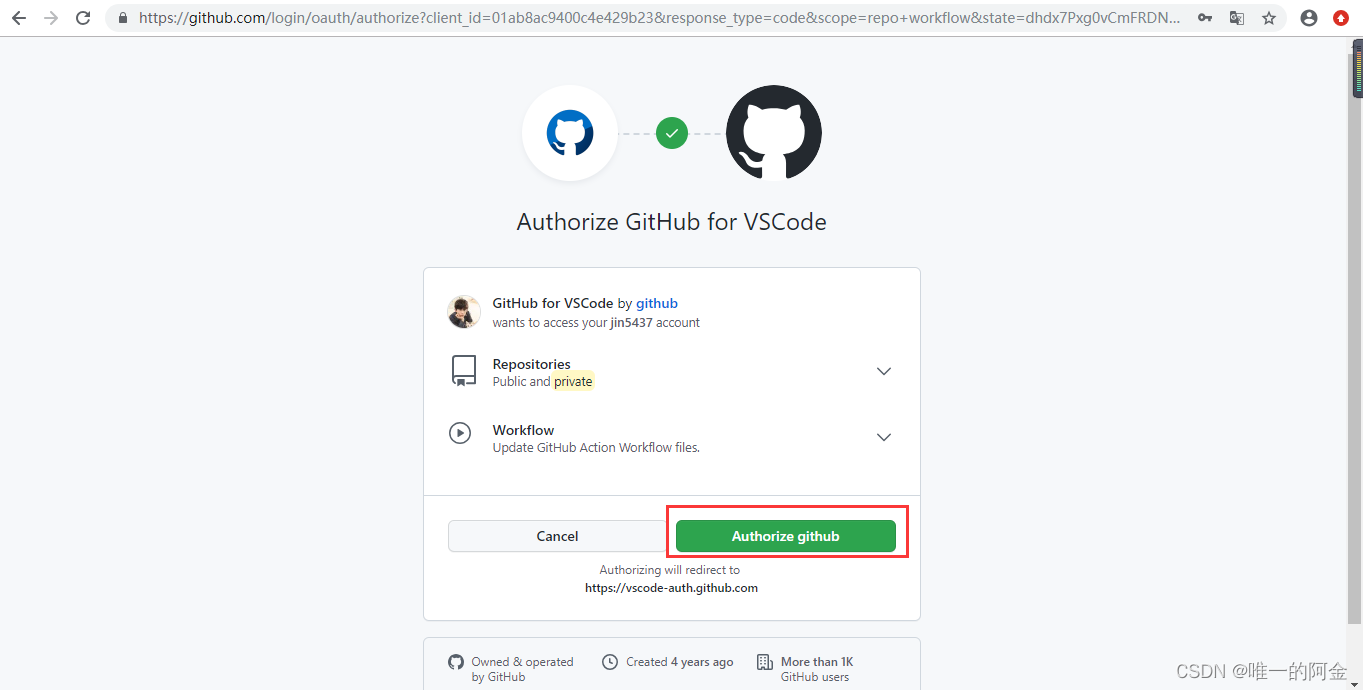 https://github.com/login/oauth/authorize?client_id=01ab8ac9400c4e429b23&response_type=code&scope=repo+workflow&state=dhdx7Pxg0vCmFRDN...
Authorize GitHub for VSCode
GitHub for VSCode by github
wants to access your jin5437 account
Repositories
Public and private
Workflow
Update GitHub Action Workflow files.
Cancel
Authorize github
Authorizing will redirect to
https://vscode-auth.github.com
Owned & operated
by GitHub
Created 4 years ago
More than 1K
GitHub users
CSDN @唯一的阿金